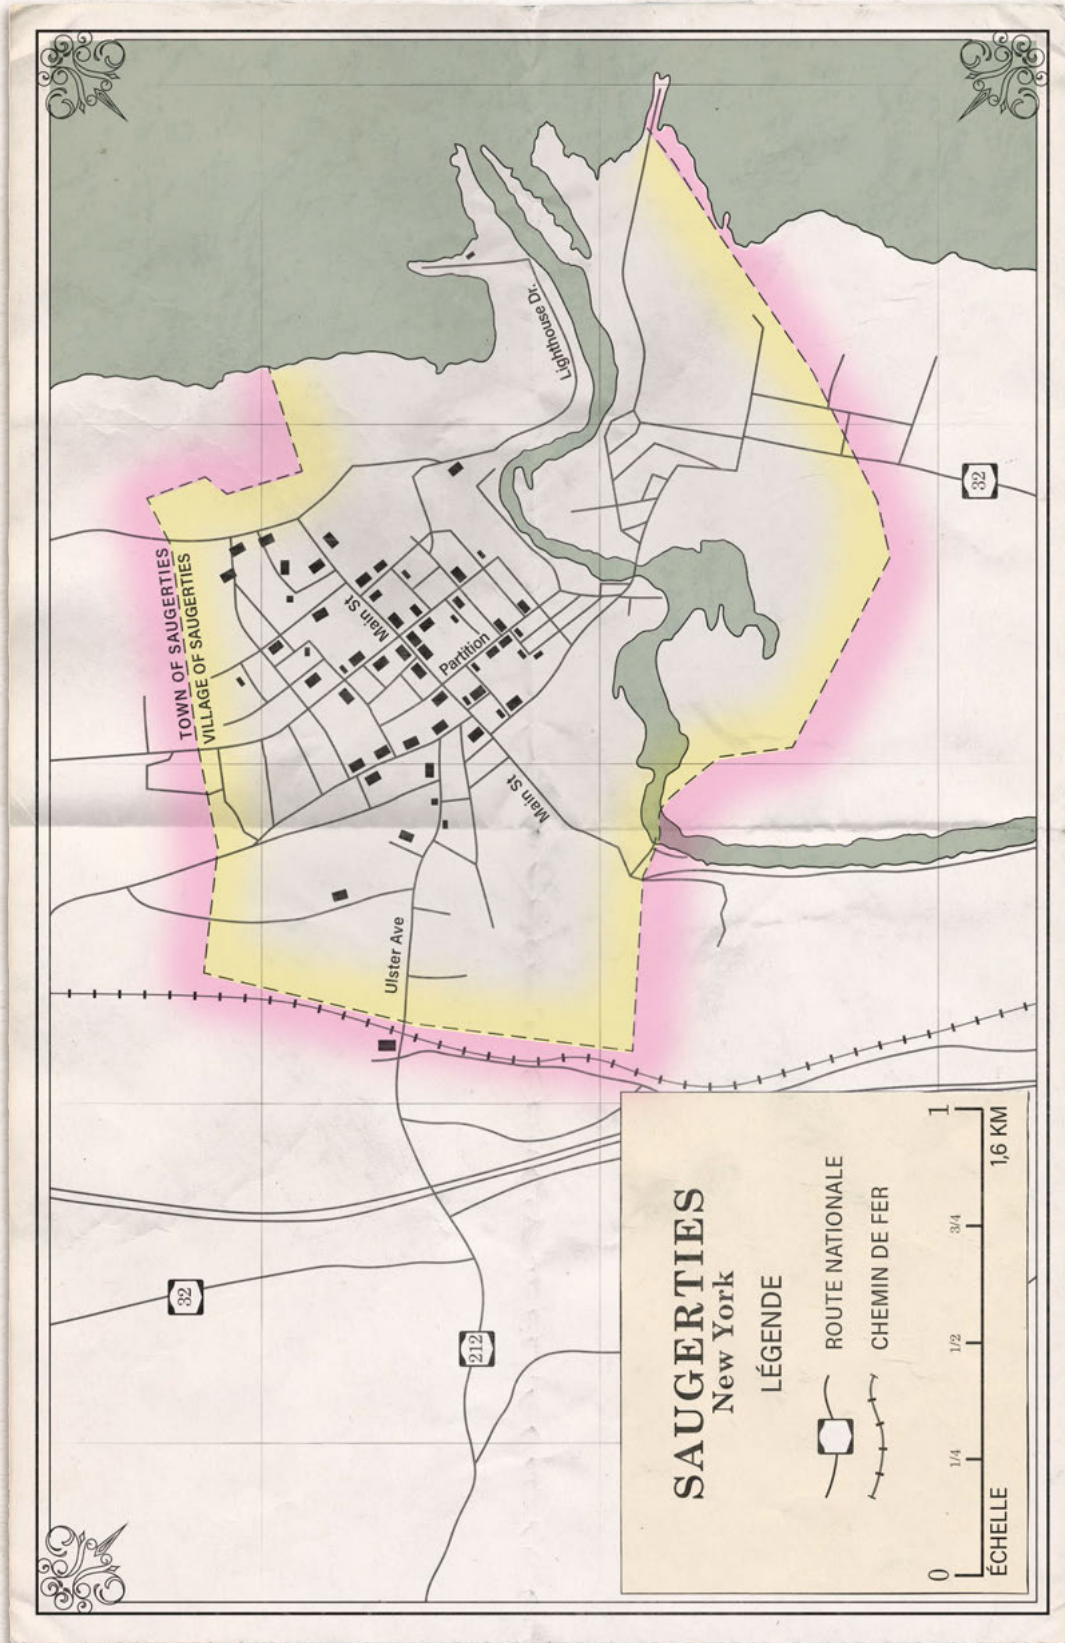 TOWN OF SAUGERTIES
VILLAGE OF SAUGERTIES
Main St
Partition
Lighthouse Dr.
Main St
Ulster Ave
32
32
212
SAUGERTIES
New York
LÉGENDE
ROUTE NATIONALE
CHEMIN DE FER
0 1/4 1/2 3/4 1
ÉCHELLE 1,6 KM